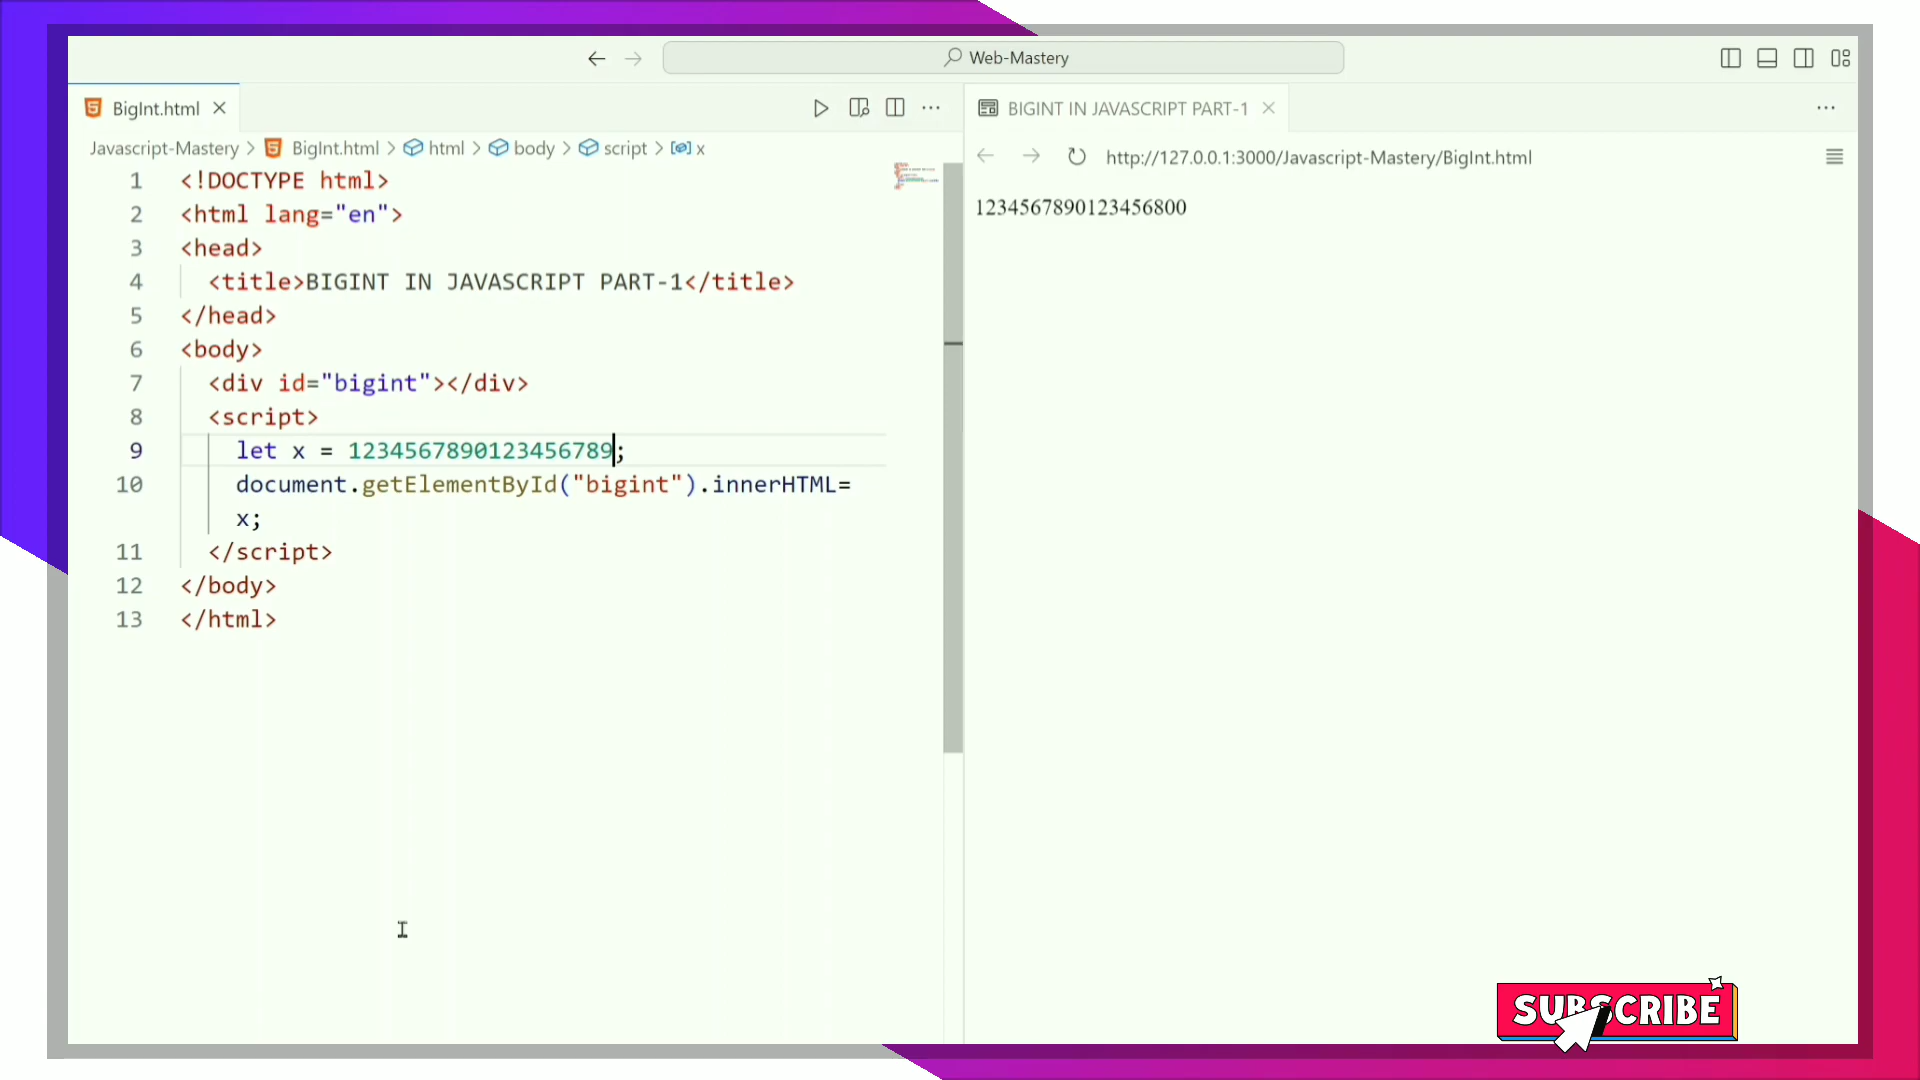 Web-Mastery
BigInt.html
BIGINT IN JAVASCRIPT PART-1
Javascript-Mastery > BigInt.html > html > body > script > x
http://127.0.0.1:3000/Javascript-Mastery/BigInt.html
1 <!DOCTYPE html>
2 <html lang="en">
3 <head>
4 <title>BIGINT IN JAVASCRIPT PART-1</title>
5 </head>
6 <body>
7 <div id="bigint"></div>
8 <script>
9 let x = 1234567890123456789;
10 document.getElementById("bigint").innerHTML=
x;
11 </script>
12 </body>
13 </html>
1234567890123456800
SUBSCRIBE